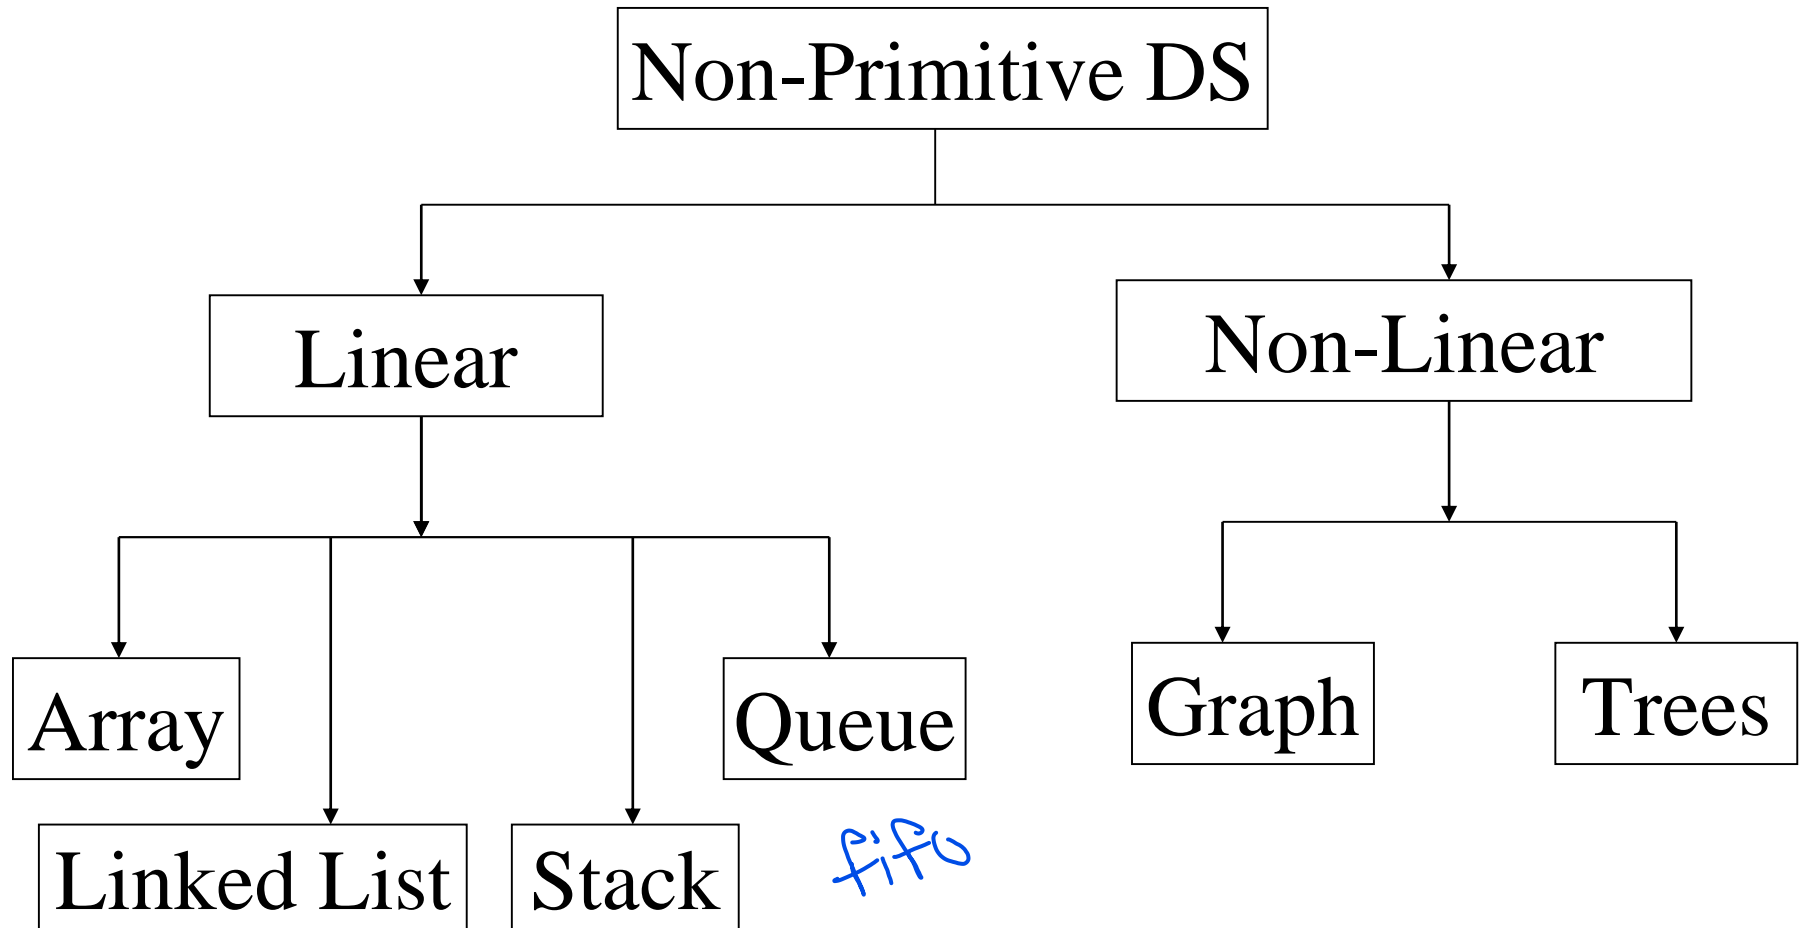 Non-Primitive DS
Linear
Non-Linear
Array
Queue
Graph
Trees
Linked List
Stack
fifo